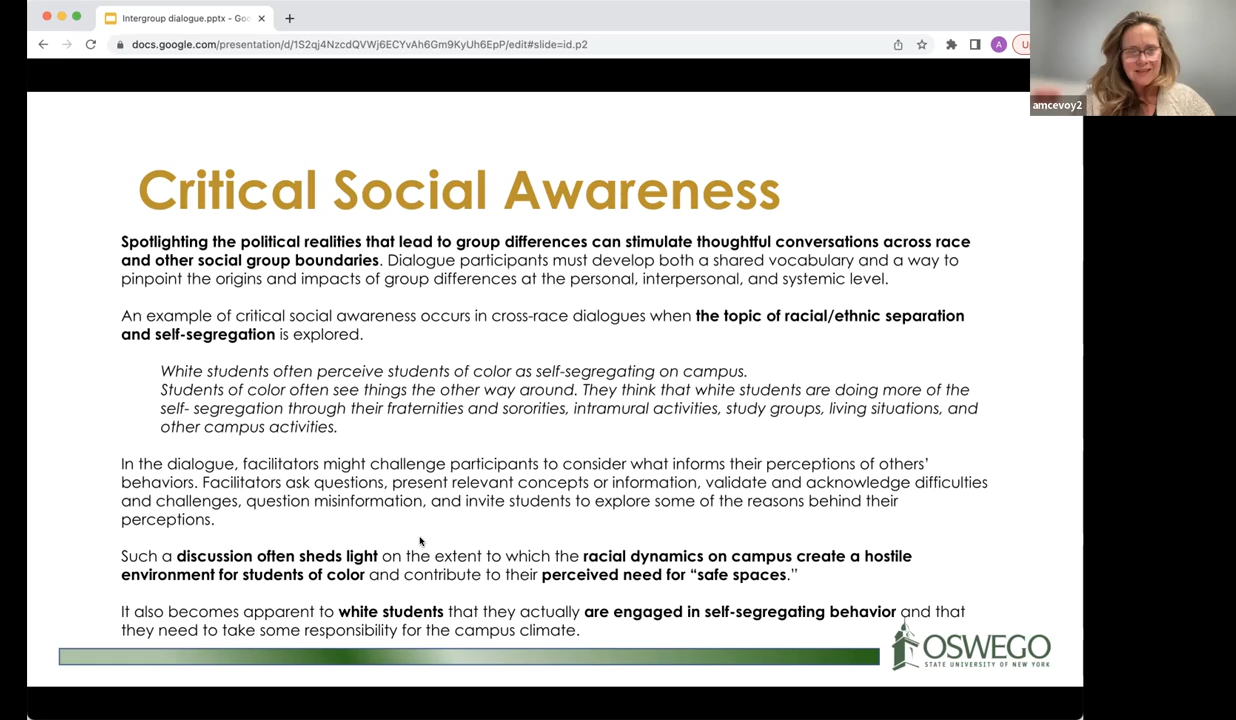 Intergroup dialogue.pptx - Goo
docs.google.com/presentation/d/1S2qj4NzcdQVWj6ECYvAh6Gm9KyUh6EpP/edit#slide=id.p2
A
amcevoy2
Critical Social Awareness
Spotlighting the political realities that lead to group differences can stimulate thoughtful conversations across race
and other social group boundaries. Dialogue participants must develop both a shared vocabulary and a way to
pinpoint the origins and impacts of group differences at the personal, interpersonal, and systemic level.
An example of critical social awareness occurs in cross-race dialogues when the topic of racial/ethnic separation
and self-segregation is explored.
White students often perceive students of color as self-segregating on campus.
Students of color often see things the other way around. They think that white students are doing more of the
self- segregation through their fraternities and sororities, intramural activities, study groups, living situations, and
other campus activities.
In the dialogue, facilitators might challenge participants to consider what informs their perceptions of others'
behaviors. Facilitators ask questions, present relevant concepts or information, validate and acknowledge difficulties
and challenges, question misinformation, and invite students to explore some of the reasons behind their
perceptions.
Such a discussion often sheds light on the extent to which the racial dynamics on campus create a hostile
environment for students of color and contribute to their perceived need for “safe spaces.”
It also becomes apparent to white students that they actually are engaged in self-segregating behavior and that
they need to take some responsibility for the campus climate.
OSWEGO
STATE UNIVERSITY OF NEW YORK